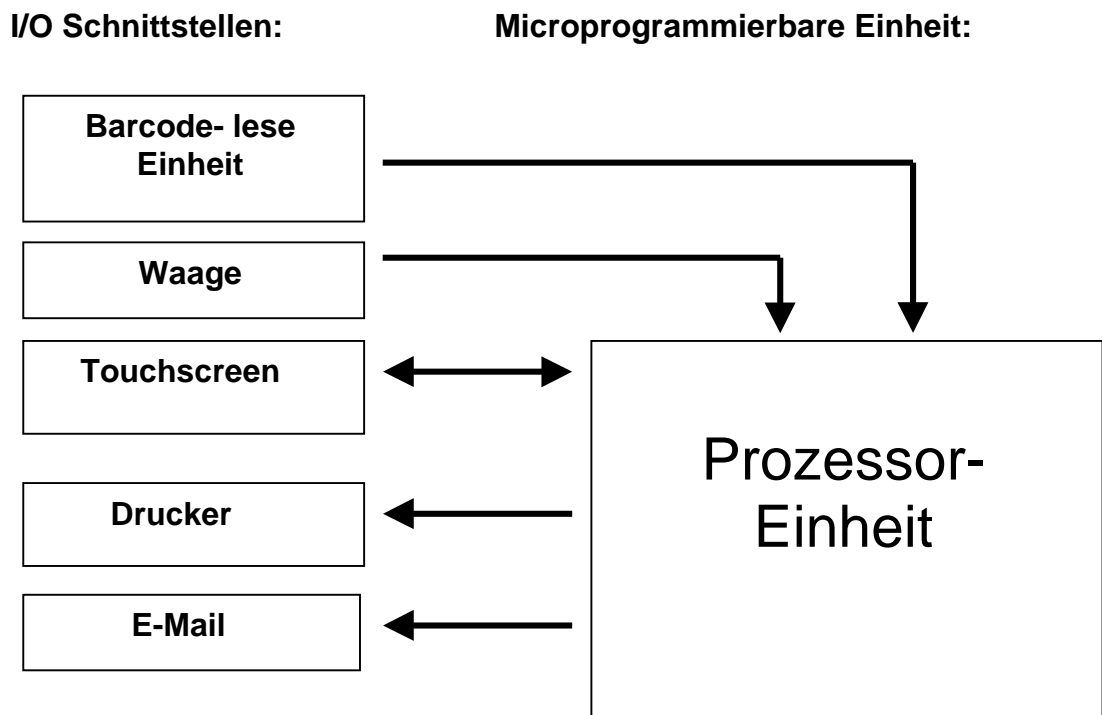 I/O Schnittstellen:
Microprogrammierbare Einheit:
Barcode- lese
Einheit
Waage
Touchscreen
Drucker
E-Mail
Prozessor-
Einheit